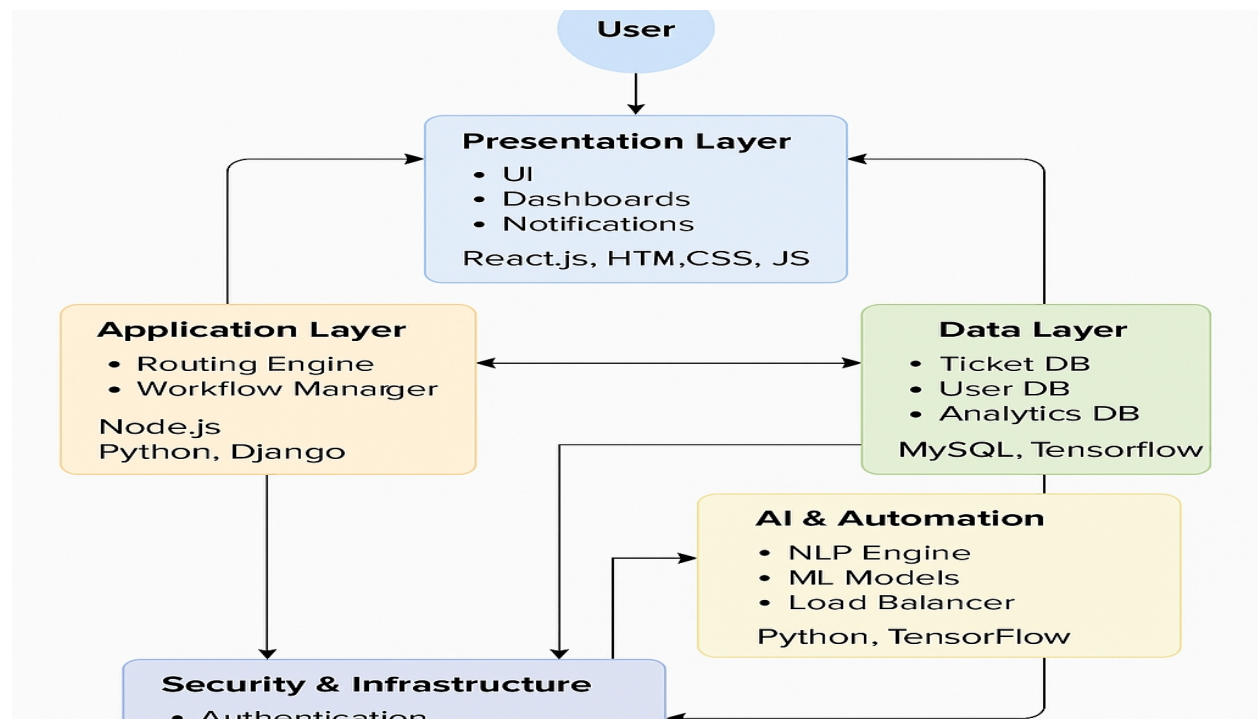 User
Presentation Layer
• UI
• Dashboards
• Notifications
React.js, HTM,CSS, JS
Application Layer
• Routing Engine
• Workflow Manarger
Node.js
Python, Django
Data Layer
• Ticket DB
• User DB
• Analytics DB
MySQL, Tensorflow
AI & Automation
• NLP Engine
• ML Models
• Load Balancer
Python, TensorFlow
Security & Infrastructure
• Authentication